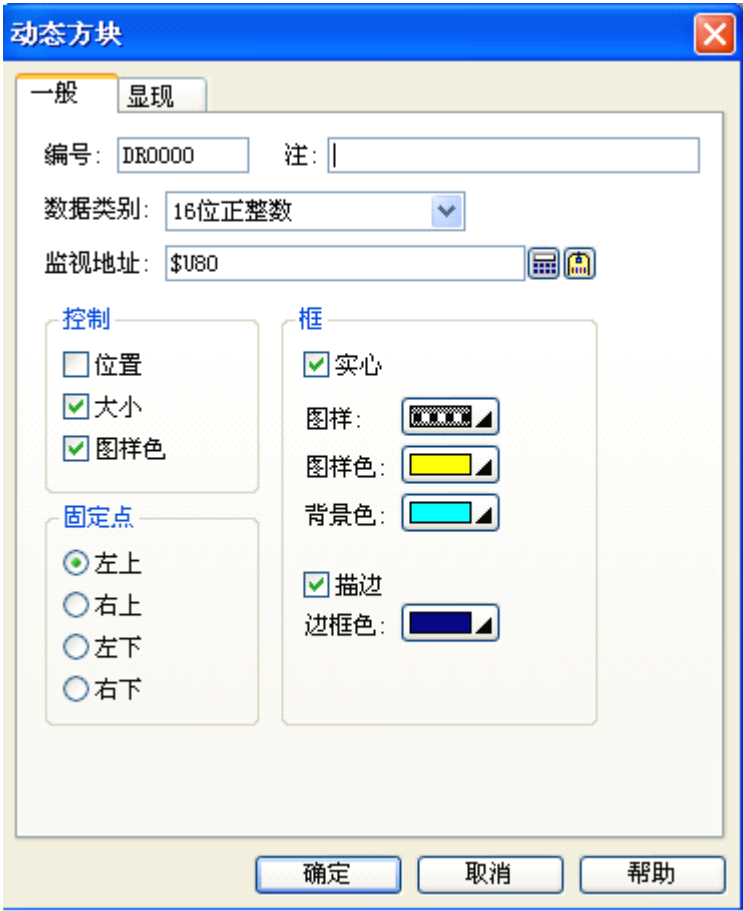 动态方块
一般 显现
编号: DR0000 注:
数据类别: 16位正整数
监视地址: $U80
控制
位置
大小
图样色
固定点
左上
右上
左下
右下
框
实心
图样:
图样色:
背景色:
描边
边框色:
确定 取消 帮助